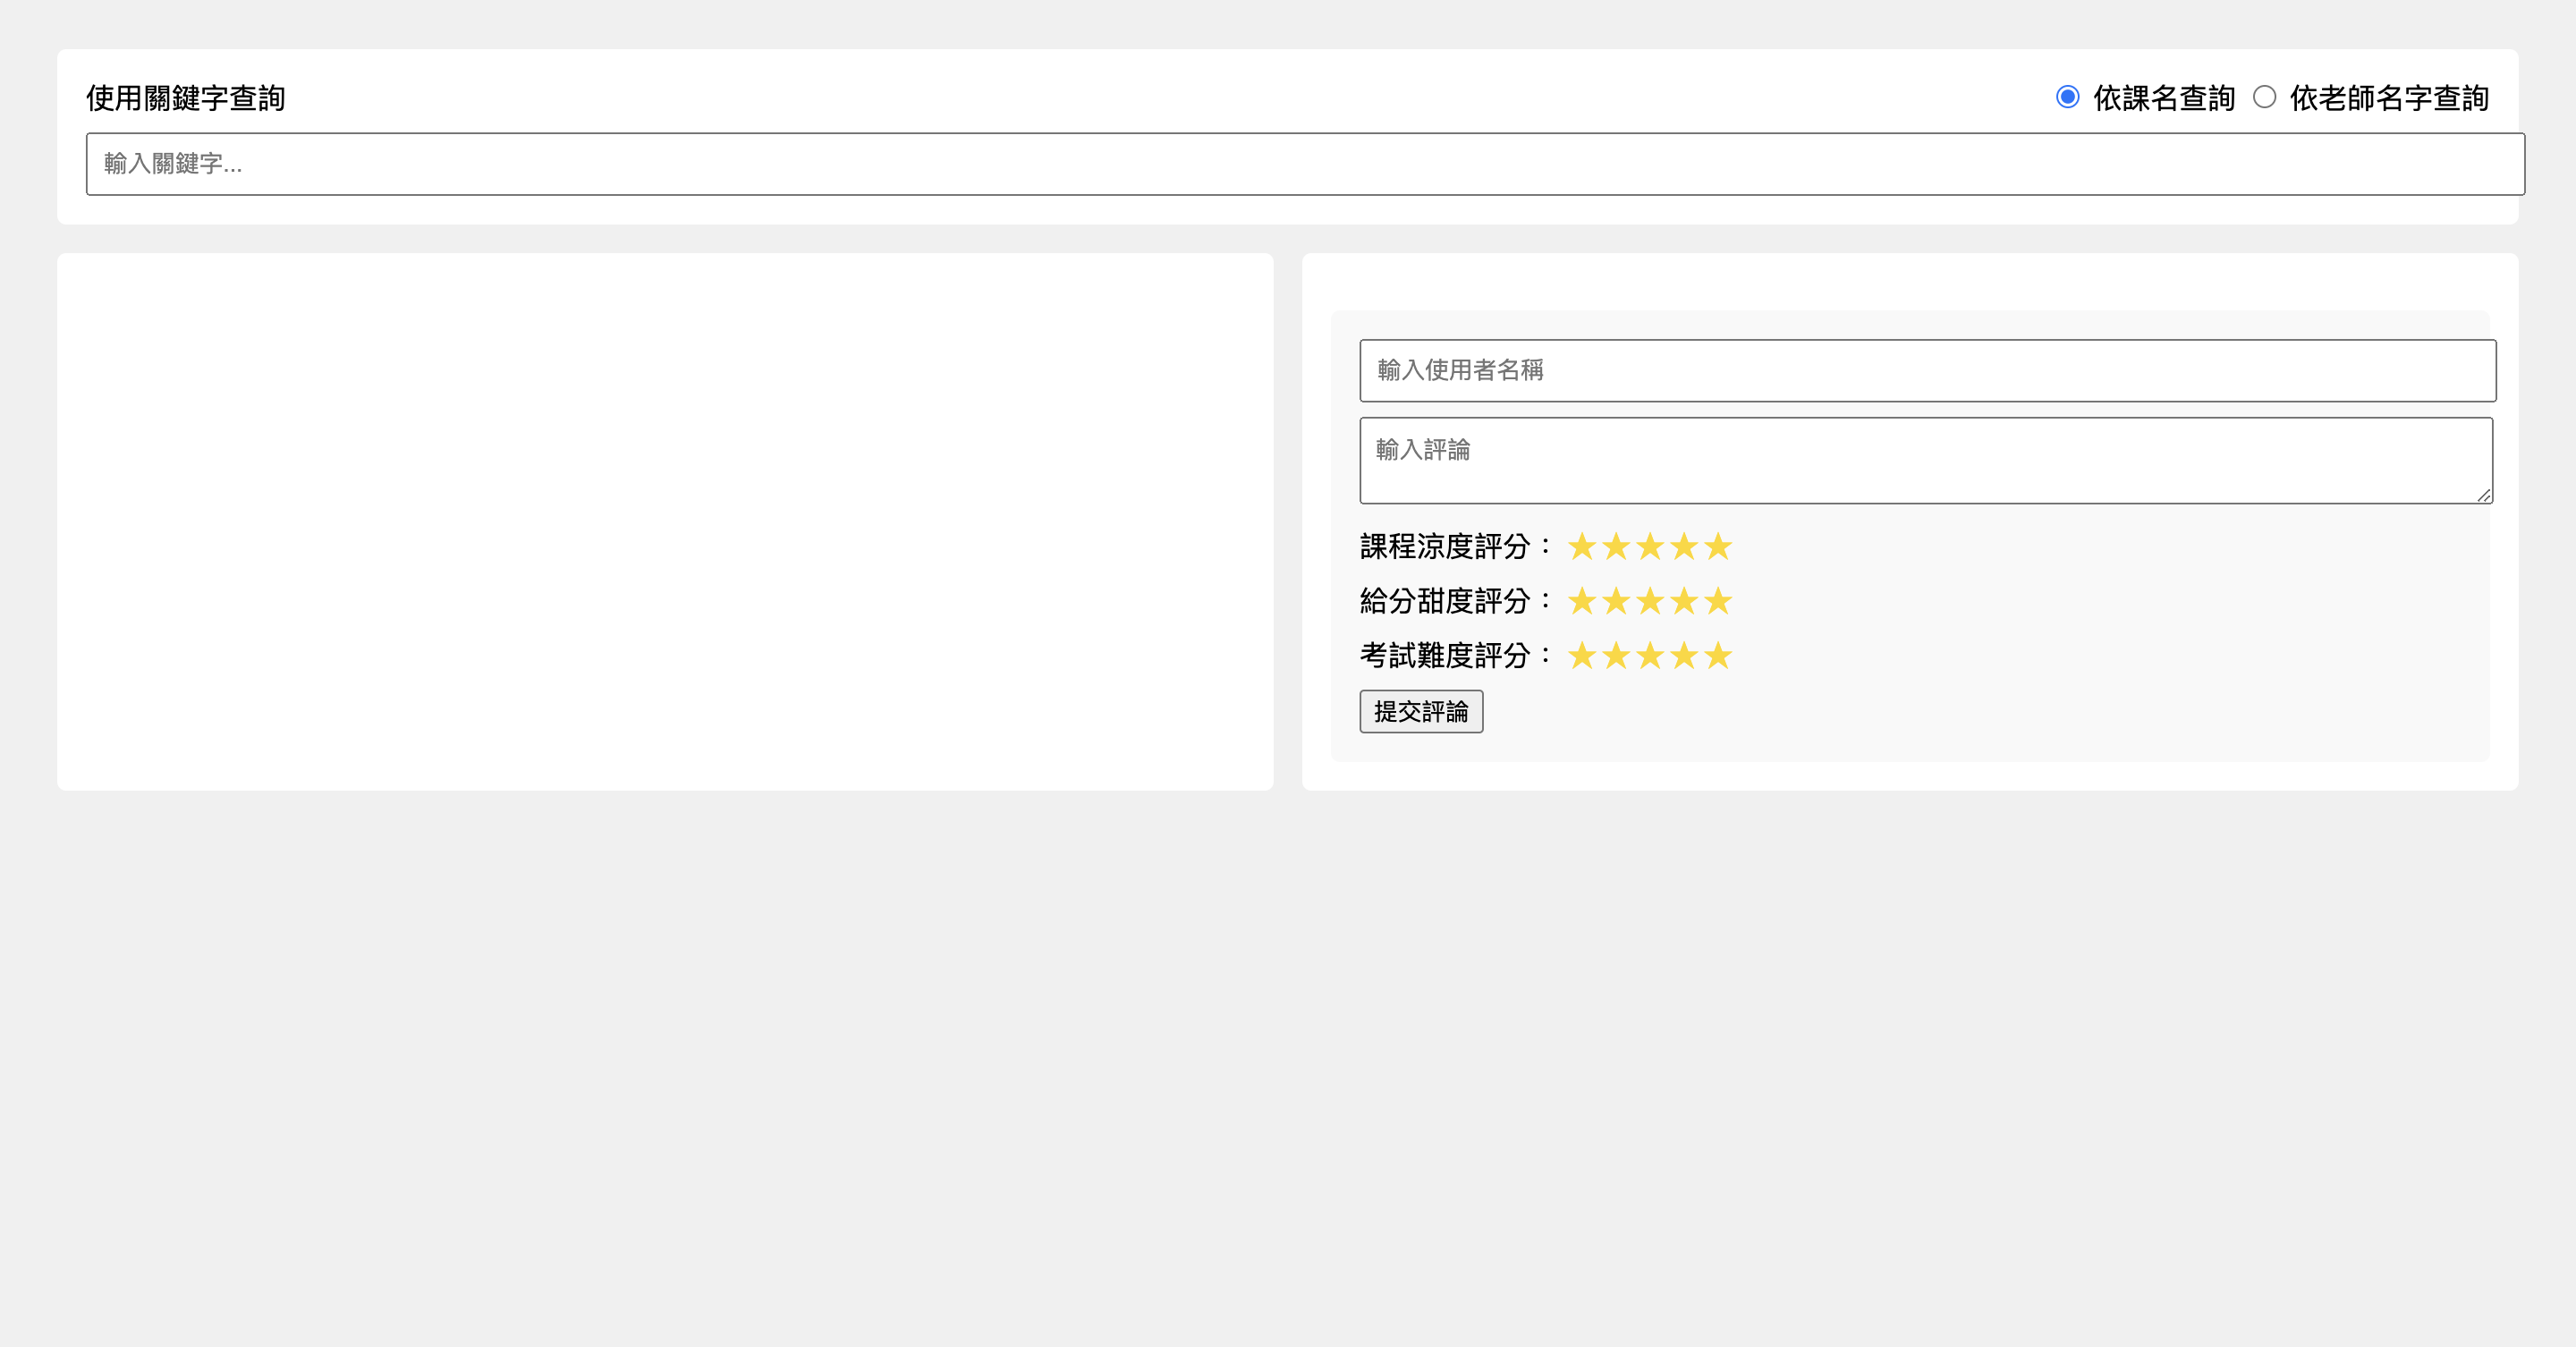 使用關鍵字查詢
依課名查詢 依老師名字查詢
輸入關鍵字...
輸入使用者名稱
輸入評論
課程涼度評分：★★★★★
給分甜度評分：★★★★★
考試難度評分：★★★★★
提交評論